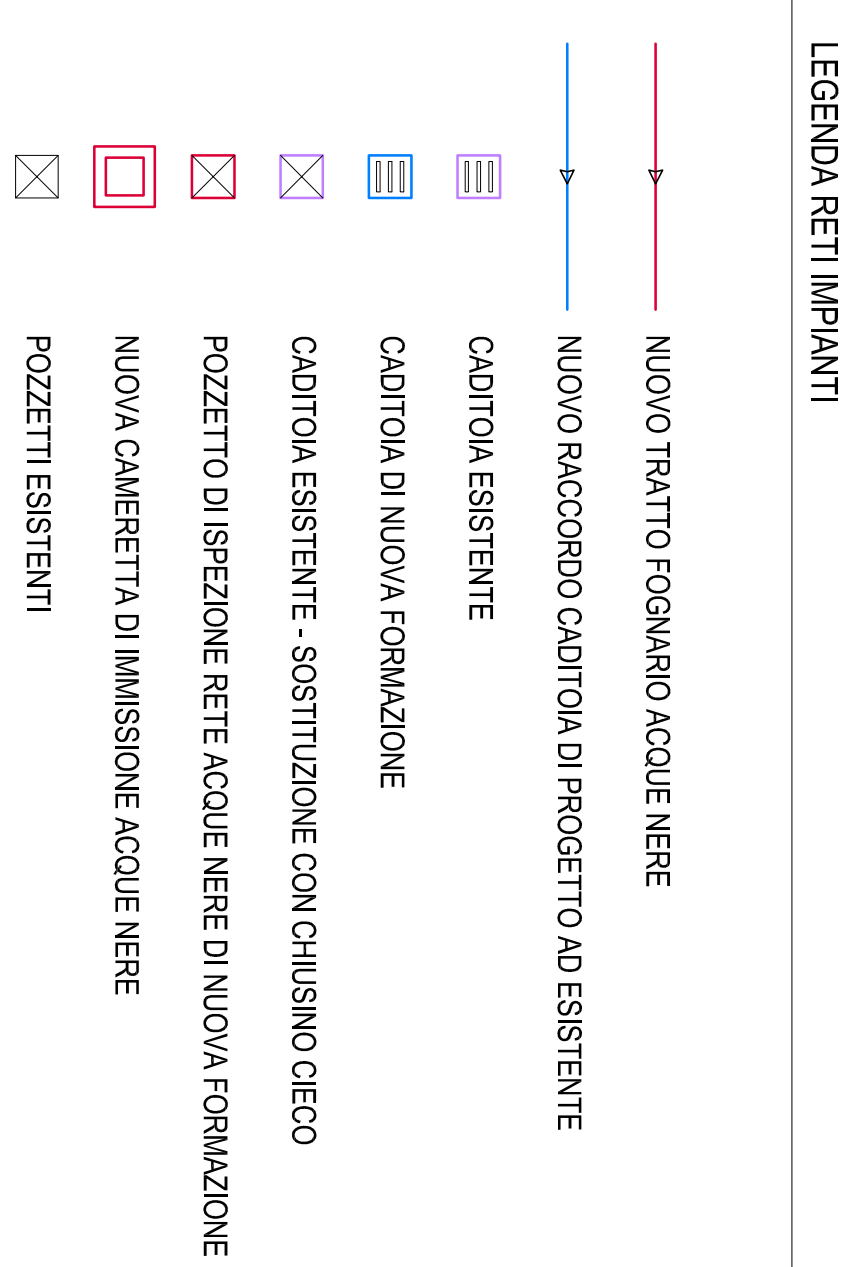 LEGENDA RETI IMPIANTI
NUOVO TRATTO FOGNARIO ACQUE NERE
NUOVO RACCORDO CADITOIA DI PROGETTO AD ESISTENTE
CADITOIA ESISTENTE
CADITOIA DI NUOVA FORMAZIONE
CADITOIA ESISTENTE - SOSTITUZIONE CON CHIUSINO CIECO
POZZETTO DI ISPEZIONE RETE ACQUE NERE DI NUOVA FORMAZIONE
NUOVA CAMERETTA DI IMMISSIONE ACQUE NERE
POZZETTI ESISTENTI